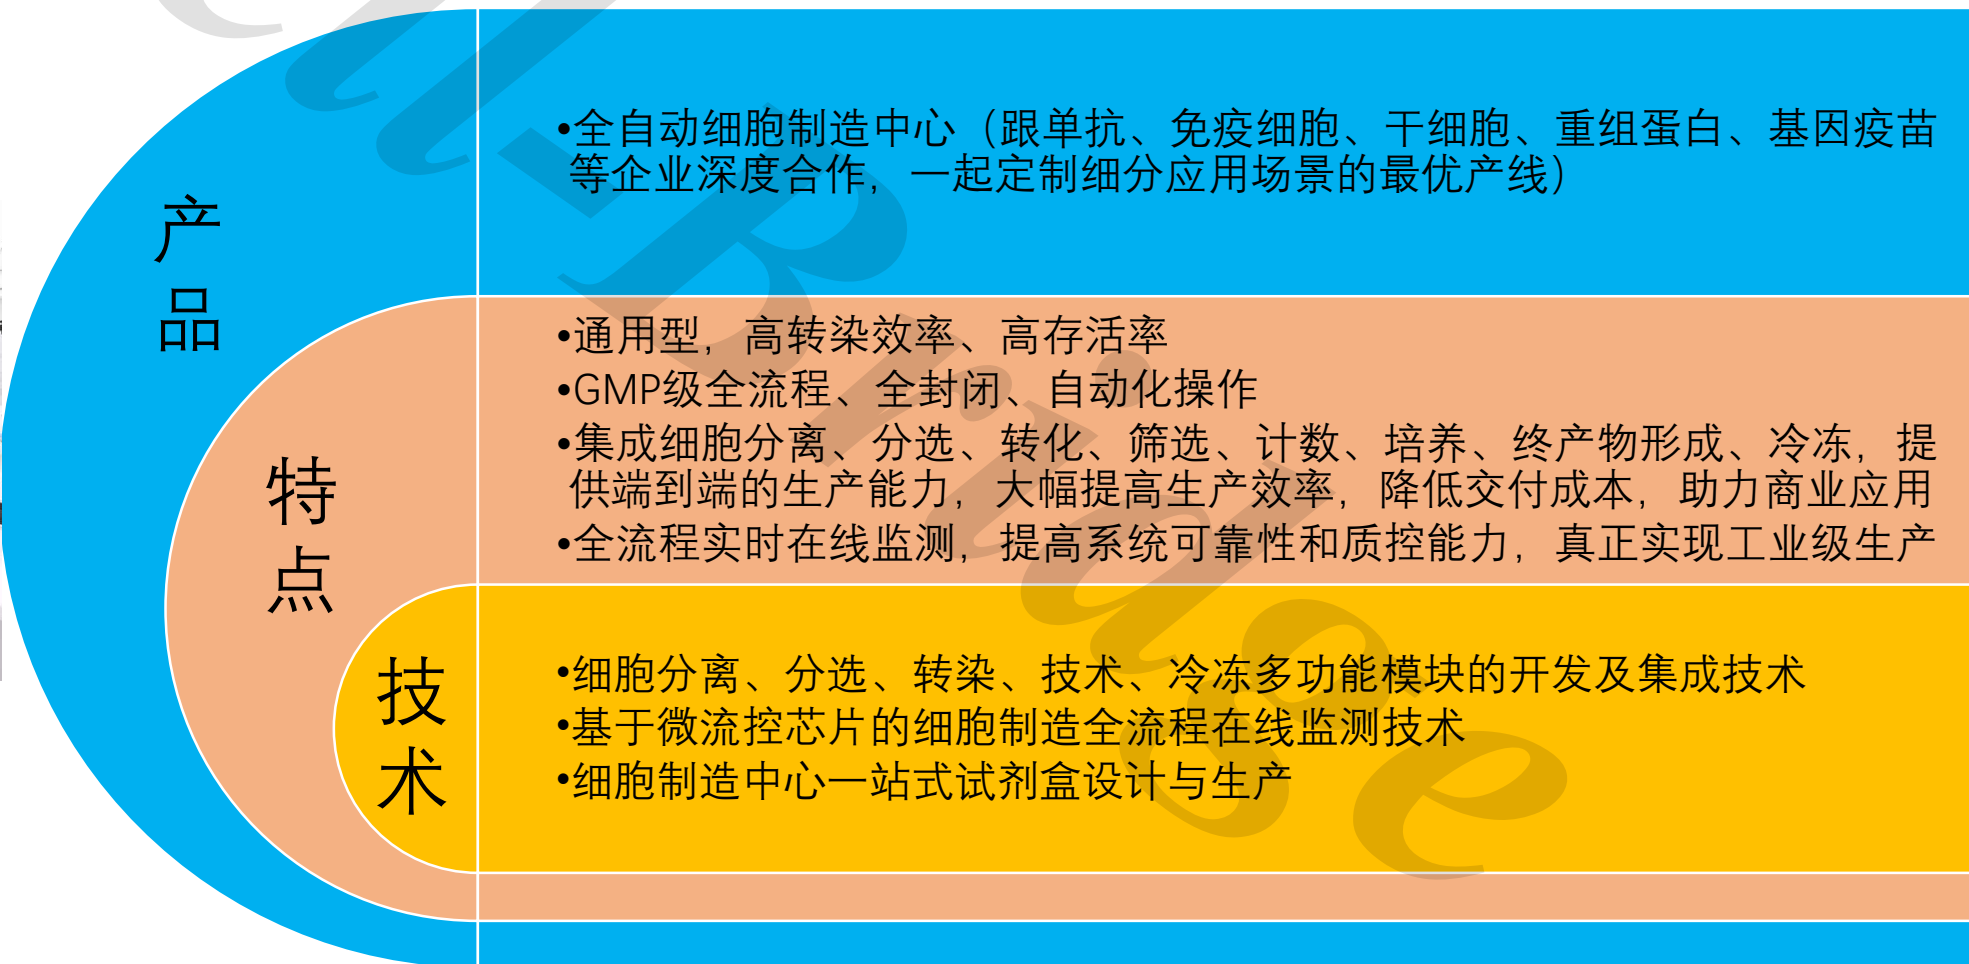 产品
•全自动细胞制造中心（跟单抗、免疫细胞、干细胞、重组蛋白、基因疫苗
等企业深度合作，一起定制细分应用场景的最优产线）
特点
•通用型，高转染效率、高存活率
•GMP级全流程、全封闭、自动化操作
•集成细胞分离、分选、转化、筛选、计数、培养、终产物形成、冷冻，提
供端到端的生产能力，大幅提高生产效率，降低交付成本，助力商业应用
•全流程实时在线监测，提高系统可靠性和质控能力，真正实现工业级生产
技术
•细胞分离、分选、转染、技术、冷冻多功能模块的开发及集成技术
•基于微流控芯片的细胞制造全流程在线监测技术
•细胞制造中心一站式试剂盒设计与生产